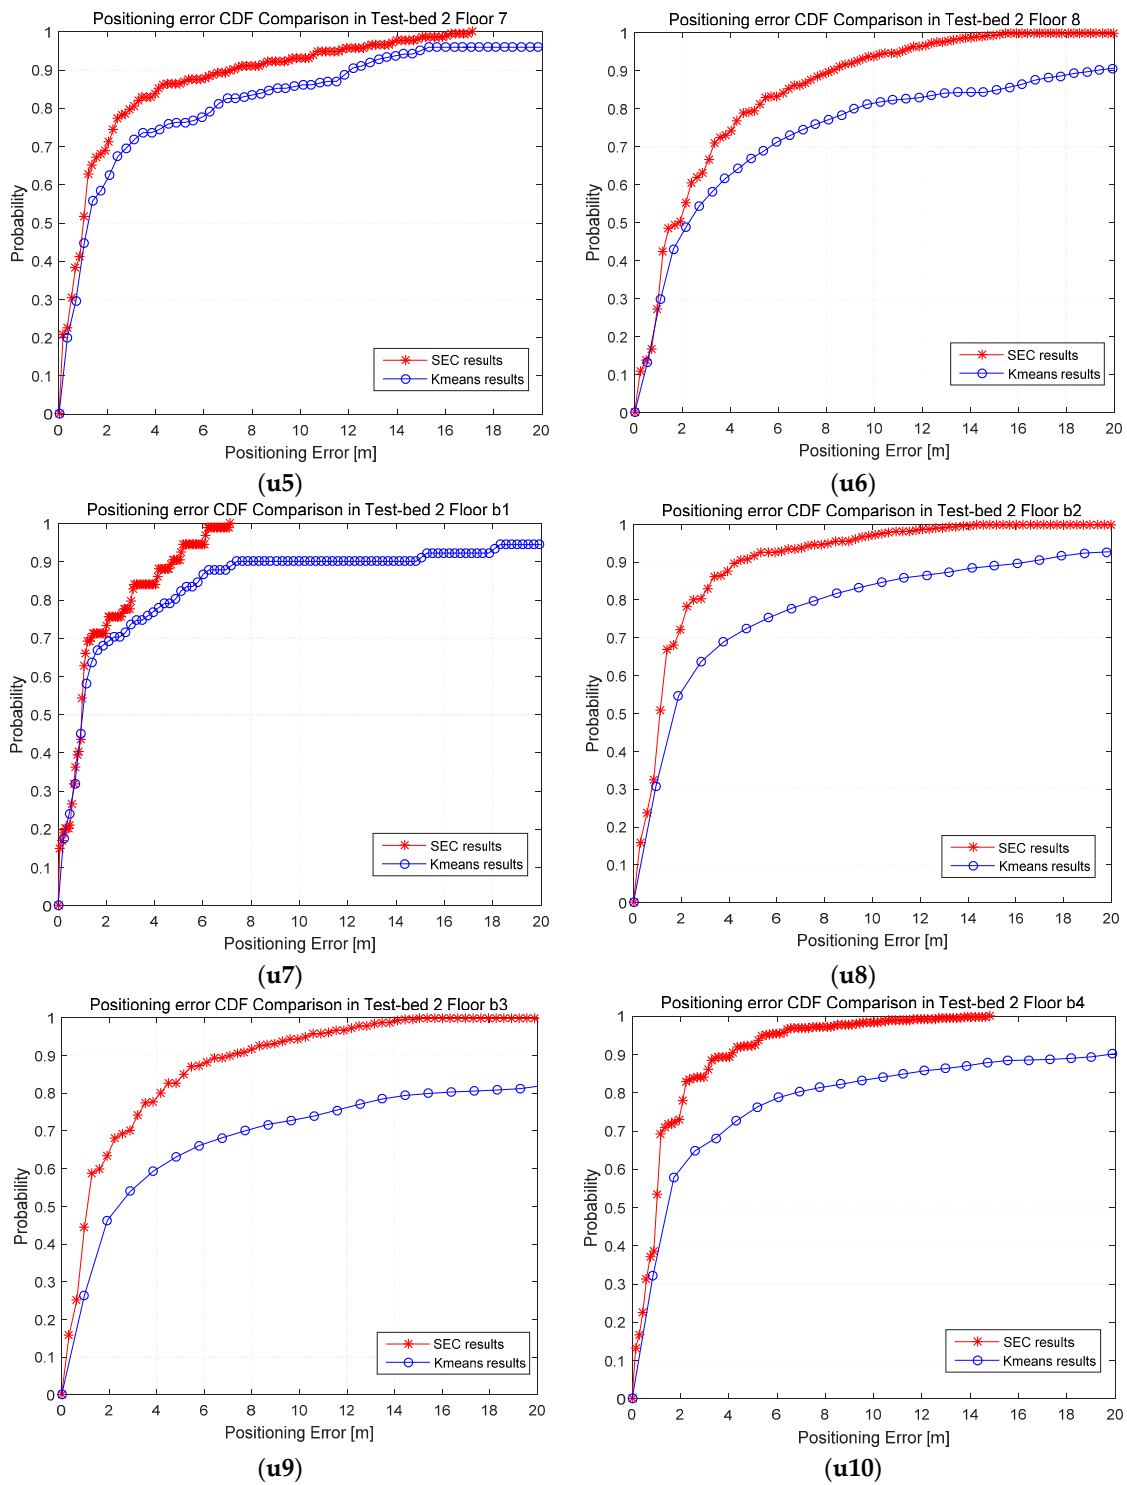 Positioning error CDF Comparison in Test-bed 2 Floor 7
1
0.9
0.8
0.7
0.6
0.5
0.4
0.3
0.2
0.1
0
Probability
SEC results
Kmeans results
0 2 4 6 8 10 12 14 16 18 20
Positioning Error [m]
(u5)
Positioning error CDF Comparison in Test-bed 2 Floor 8
1
0.9
0.8
0.7
0.6
0.5
0.4
0.3
0.2
0.1
0
Probability
SEC results
Kmeans results
0 2 4 6 8 10 12 14 16 18 20
Positioning Error [m]
(u6)
Positioning error CDF Comparison in Test-bed 2 Floor b1
1
0.9
0.8
0.7
0.6
0.5
0.4
0.3
0.2
0.1
0
Probability
SEC results
Kmeans results
0 2 4 6 8 10 12 14 16 18 20
Positioning Error [m]
(u7)
Positioning error CDF Comparison in Test-bed 2 Floor b2
1
0.9
0.8
0.7
0.6
0.5
0.4
0.3
0.2
0.1
0
Probability
SEC results
Kmeans results
0 2 4 6 8 10 12 14 16 18 20
Positioning Error [m]
(u8)
Positioning error CDF Comparison in Test-bed 2 Floor b3
1
0.9
0.8
0.7
0.6
0.5
0.4
0.3
0.2
0.1
0
Probability
SEC results
Kmeans results
0 2 4 6 8 10 12 14 16 18 20
Positioning Error [m]
(u9)
Positioning error CDF Comparison in Test-bed 2 Floor b4
1
0.9
0.8
0.7
0.6
0.5
0.4
0.3
0.2
0.1
0
Probability
SEC results
Kmeans results
0 2 4 6 8 10 12 14 16 18 20
Positioning Error [m]
(u10)